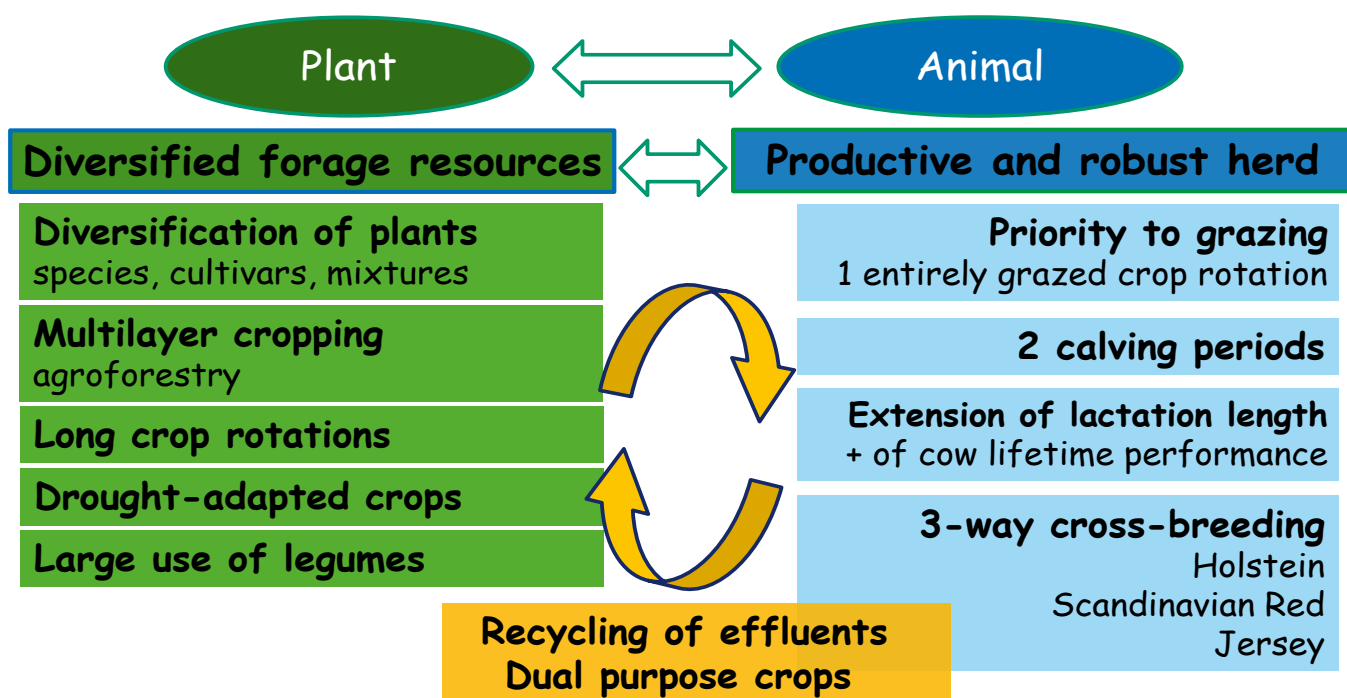 Plant
Animal
Diversified forage resources
Productive and robust herd
Diversification of plants
species, cultivars, mixtures
Multilayer cropping
agroforestry
Long crop rotations
Drought-adapted crops
Large use of legumes
Priority to grazing
1 entirely grazed crop rotation
2 calving periods
Extension of lactation length
+ of cow lifetime performance
3-way cross-breeding
Holstein
Scandinavian Red
Jersey
Recycling of effluents
Dual purpose crops